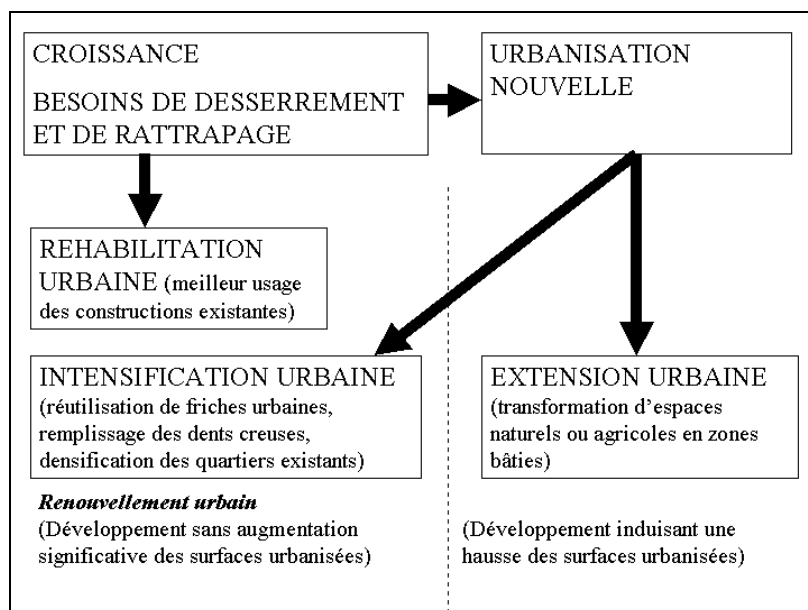 CROISSANCE
BESOINS DE DESSERREMENT
ET DE RATTRAPAGE
URBANISATION
NOUVELLE
REHABILITATION
URBAINE (meilleur usage
des constructions existantes)
INTENSIFICATION URBAINE
(réutilisation de friches urbaines,
remplissage des dents creuses,
densification des quartiers existants)
EXTENSION URBAINE
(transformation d'espaces
naturels ou agricoles en zones
bâties)
Renouvellement urbain
(Développement sans augmentation
significative des surfaces urbanisées)
(Développement induisant une
hausse des surfaces urbanisées)